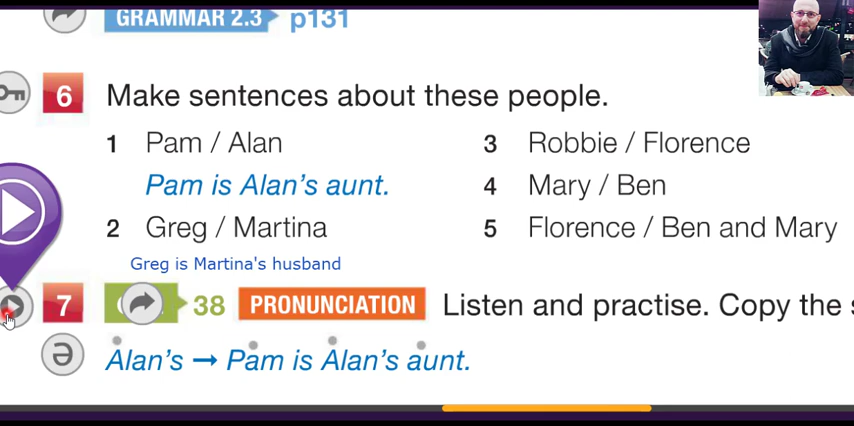 GRAMMAR 2.3 p131
6 Make sentences about these people.
1 Pam / Alan
Pam is Alan's aunt.
2 Greg / Martina
Greg is Martina's husband
3 Robbie / Florence
4 Mary / Ben
5 Florence / Ben and Mary
7 38 PRONUNCIATION Listen and practise. Copy the
ə Alan's → Pam is Alan's aunt.